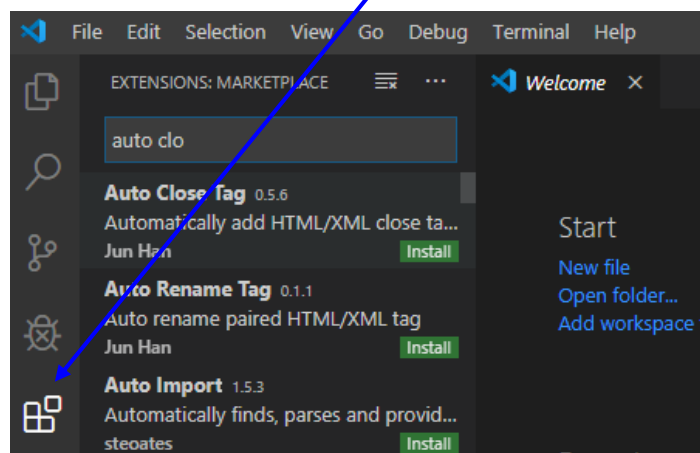 File Edit Selection View Go Debug Terminal Help
EXTENSIONS: MARKETPLACE
Welcome
auto clo
Auto Close Tag 0.5.6
Automatically add HTML/XML close ta...
Jun Han Install
Auto Rename Tag 0.1.1
Auto rename paired HTML/XML tag
Jun Han Install
Auto Import 1.5.3
Automatically finds, parses and provid...
steoates Install
Start
New file
Open folder...
Add workspace